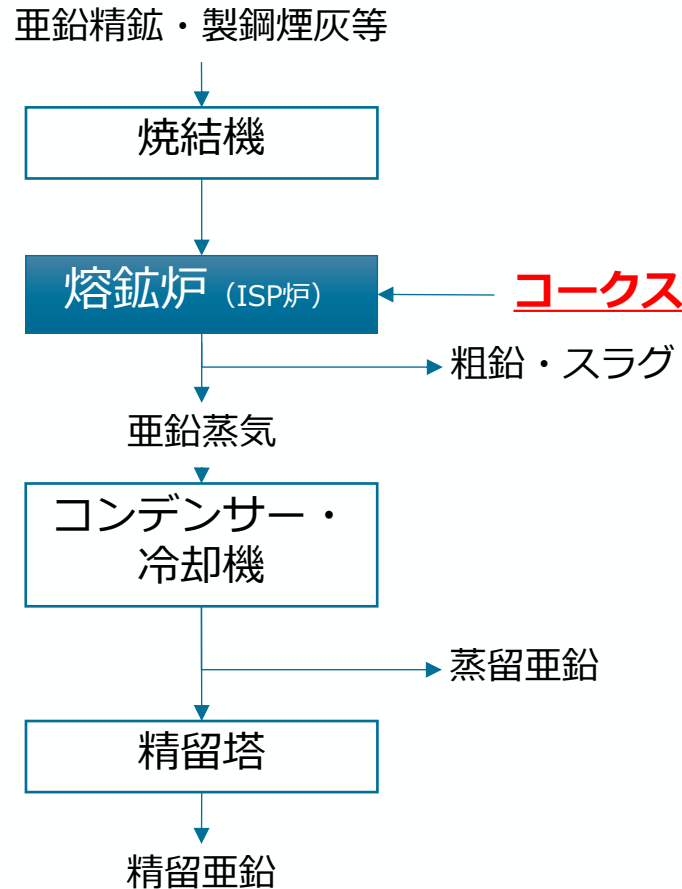 亜鉛精鉱・製鋼煙灰等
焼結機
熔鉱炉（ISP炉）
コークス
粗鉛・スラグ
亜鉛蒸気
コンデンサー・
冷却機
蒸留亜鉛
精留塔
精留亜鉛